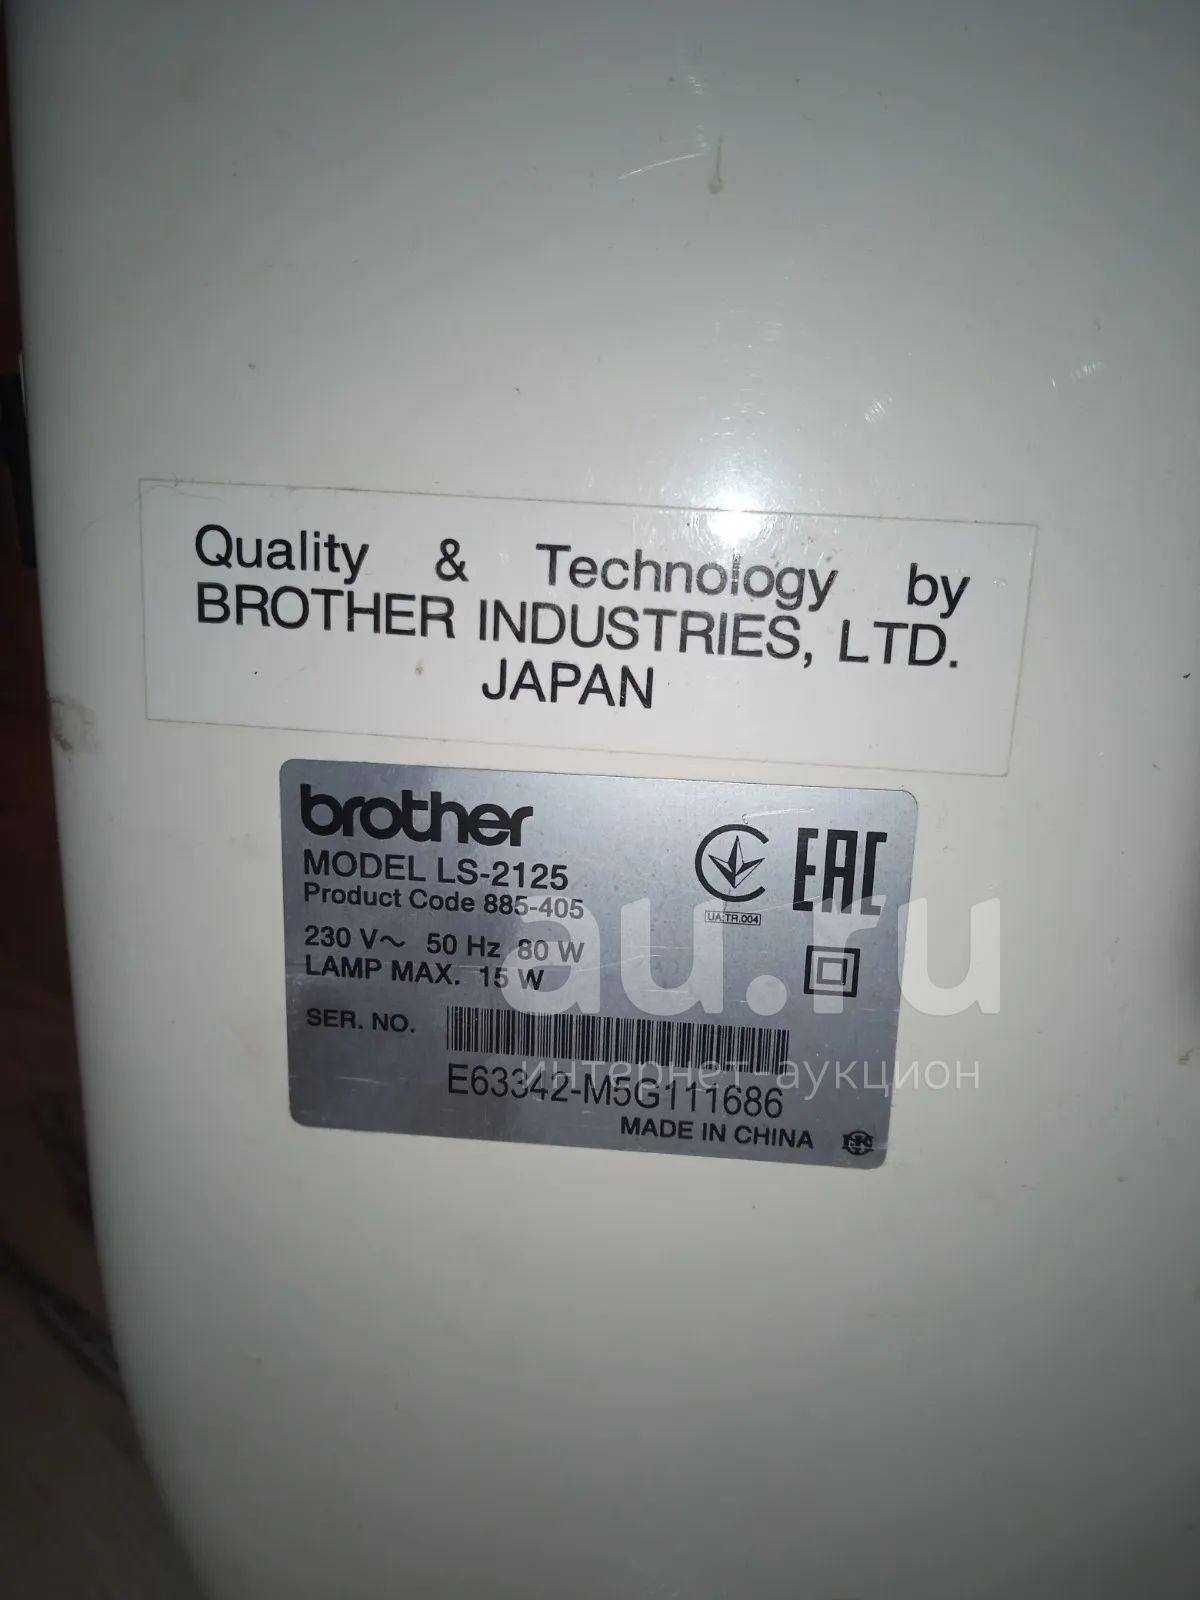 Quality & Technology by
BROTHER INDUSTRIES, LTD.
JAPAN
brother
MODEL LS-2125
Product Code 885-405
230 V~ 50 Hz 80 W
LAMP MAX. 15 W
UA.TR.004
EAC
SER. NO.
E63342-M5G111686
MADE IN CHINA
au.ru
интернет-аукцион